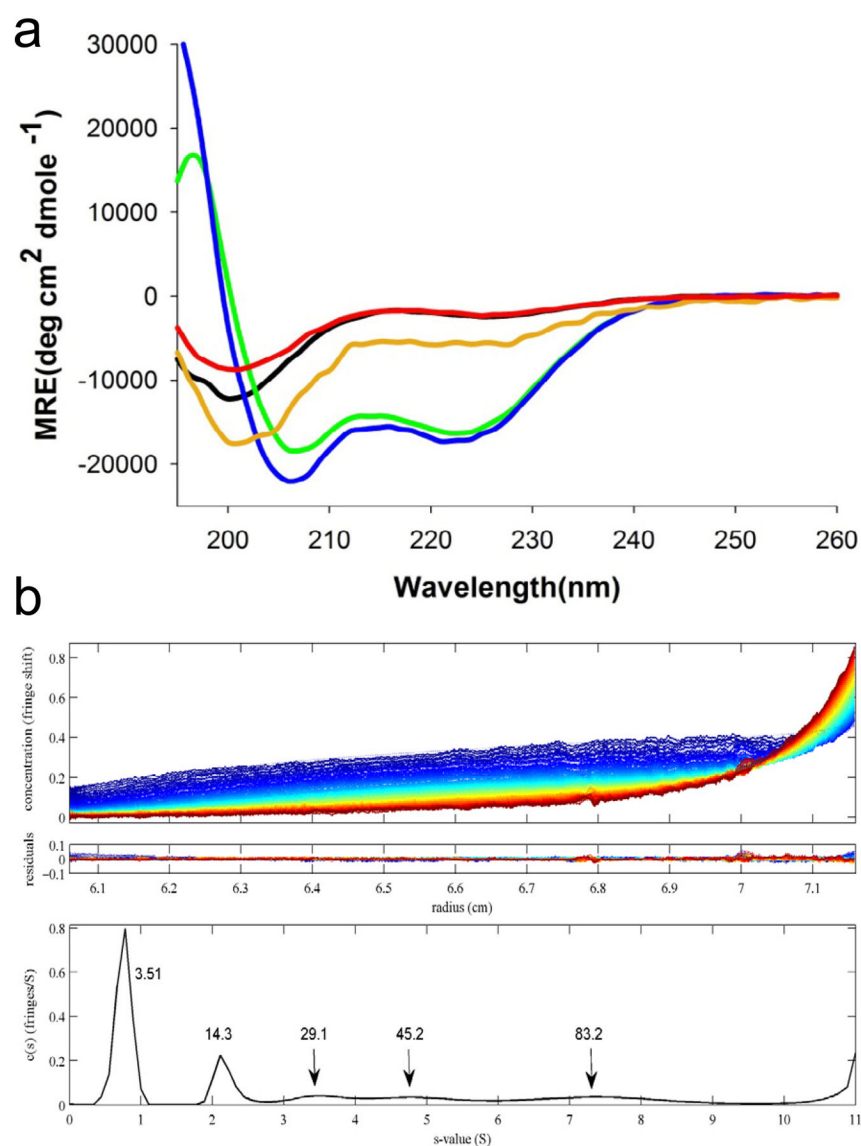 a
MRE(deg cm² dmole ⁻¹)
30000
20000
10000
0
-10000
-20000
200 210 220 230 240 250 260
Wavelength(nm)
b
concentration (fringe shift)
0.8
0.6
0.4
0.2
0
residuals
0.1
0
−0.1
6.1 6.2 6.3 6.4 6.5 6.6 6.7 6.8 6.9 7 7.1
radius (cm)
c(s) (fringes/S)
0.8
0.6
0.4
0.2
0
3.51
14.3 29.1 45.2 83.2
0 1 2 3 4 5 6 7 8 9 10 11
s-value (S)